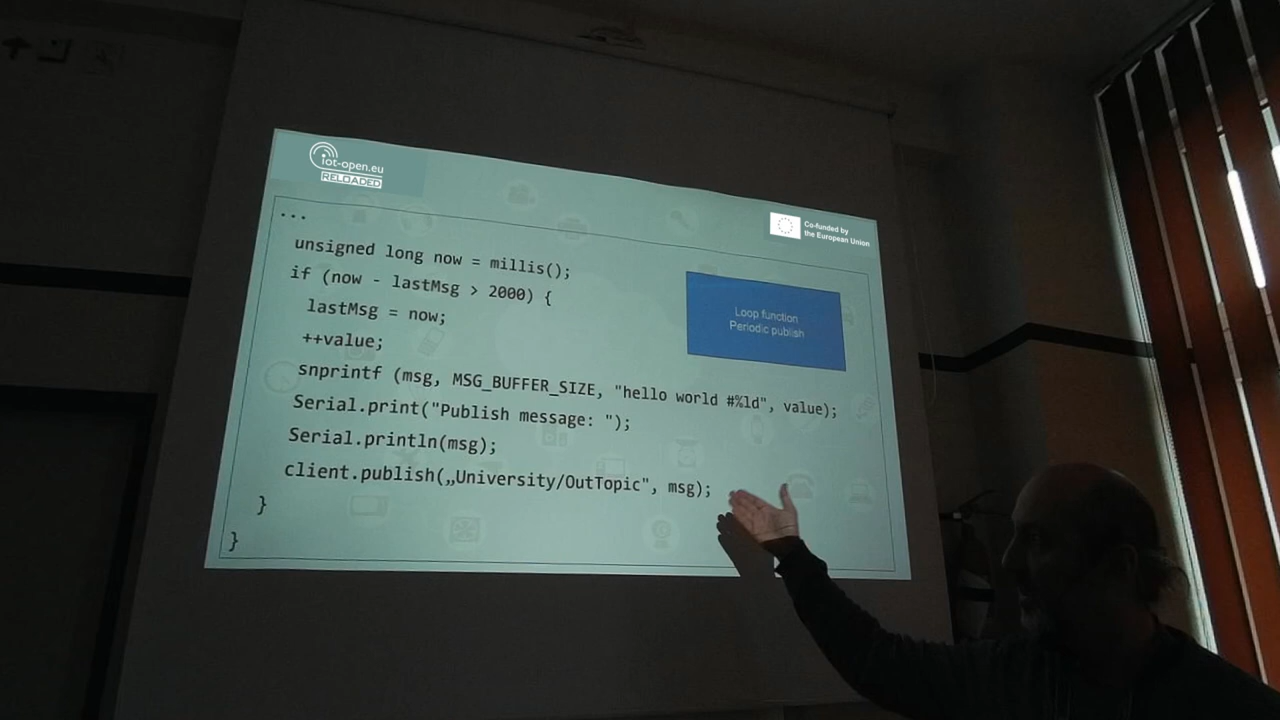 iot-open.eu
RELOADED
Co-funded by
the European Union
...
unsigned long now = millis();
if (now - lastMsg > 2000) {
lastMsg = now;
++value;
snprintf (msg, MSG_BUFFER_SIZE, "hello world #%ld", value);
Serial.print("Publish message: ");
Serial.println(msg);
client.publish(„University/OutTopic", msg);
}
}
Loop function
Periodic publish